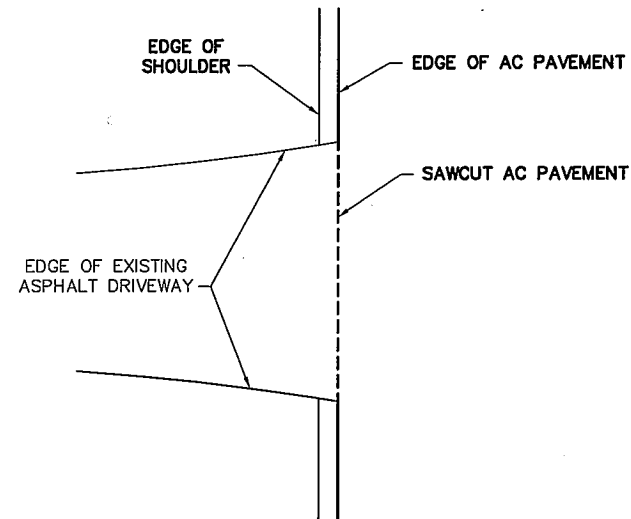 EDGE OF
SHOULDER
EDGE OF AC PAVEMENT
SAWCUT AC PAVEMENT
EDGE OF EXISTING
ASPHALT DRIVEWAY